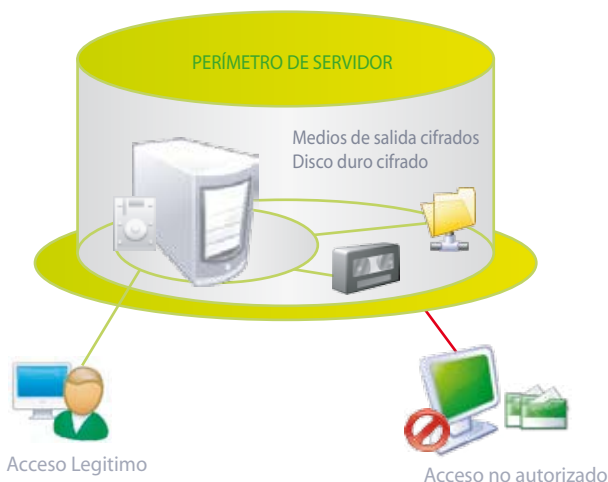 PERÍMETRO DE SERVIDOR
Medios de salida cifrados
Disco duro cifrado
Acceso Legitimo
Acceso no autorizado